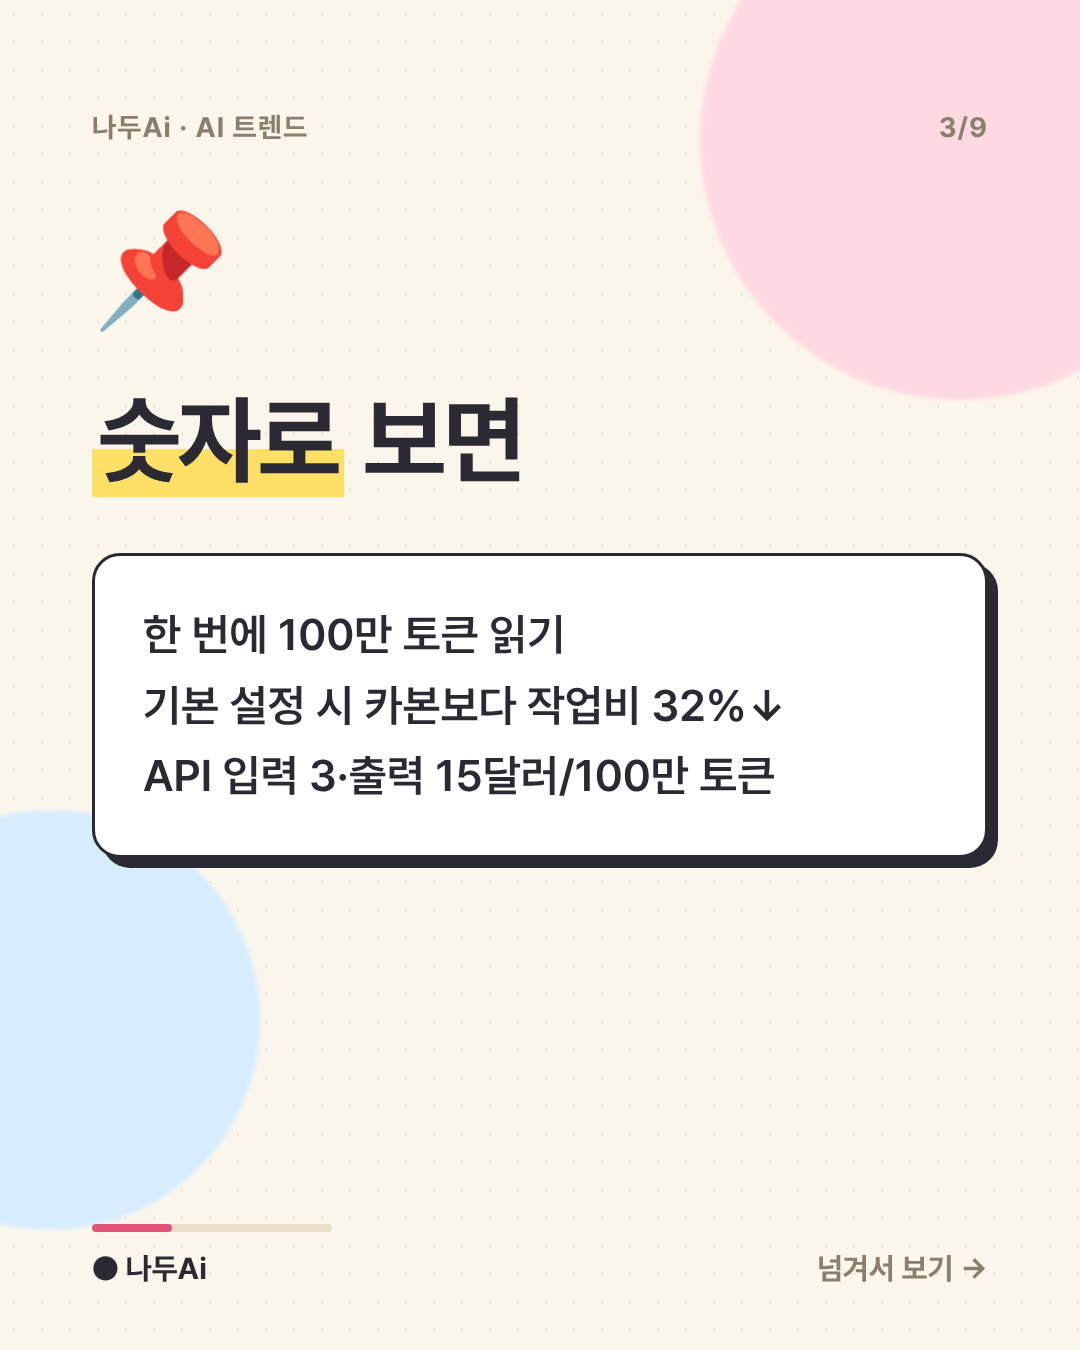 나두Ai · AI 트렌드
3/9
숫자로 보면
한 번에 100만 토큰 읽기
기본 설정 시 카본보다 작업비 32%↓
API 입력 3·출력 15달러/100만 토큰
나두Ai
넘겨서 보기 →